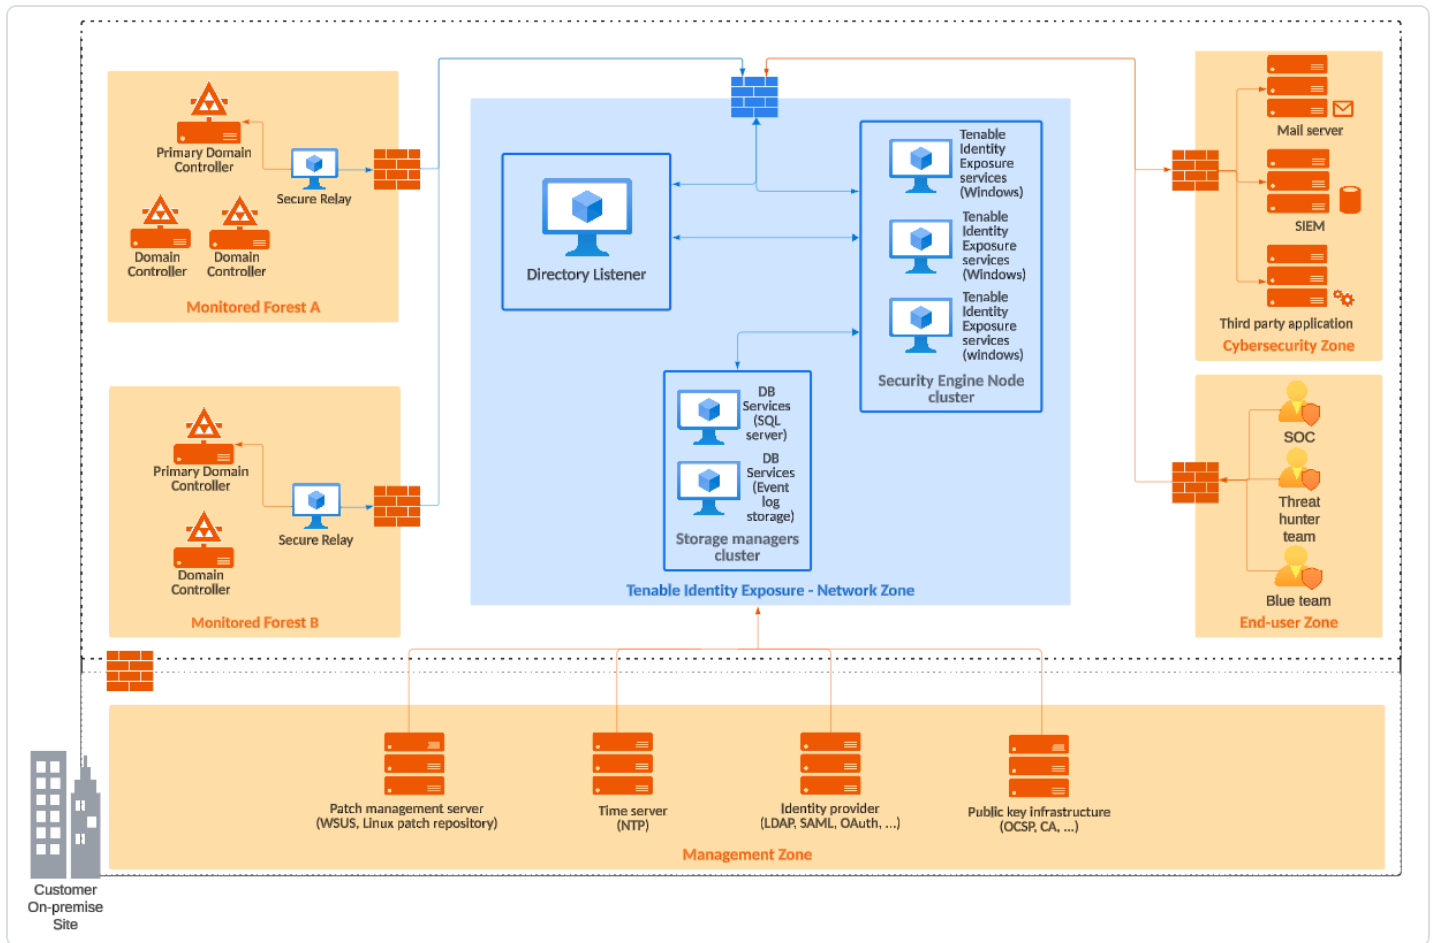 Primary Domain
Controller
Secure Relay
Domain
Controller
Domain
Controller
Monitored Forest A
Primary Domain
Controller
Secure Relay
Domain
Controller
Monitored Forest B
Directory Listener
Tenable
Identity
Exposure
services
(Windows)
Tenable
Identity
Exposure
services
(Windows)
Tenable
Identity
Exposure
services
(windows)
Security Engine Node
cluster
DB
Services
(SQL
server)
DB
Services
(Event
log
storage)
Storage managers
cluster
Tenable Identity Exposure - Network Zone
Mail server
SIEM
Third party application
Cybersecurity Zone
SOC
Threat
hunter
team
Blue team
End-user Zone
Patch management server
(WSUS, Linux patch repository)
Time server
(NTP)
Identity provider
(LDAP, SAML, OAuth, ...)
Public key infrastructure
(OCSP, CA, ...)
Management Zone
Customer
On-premise
Site